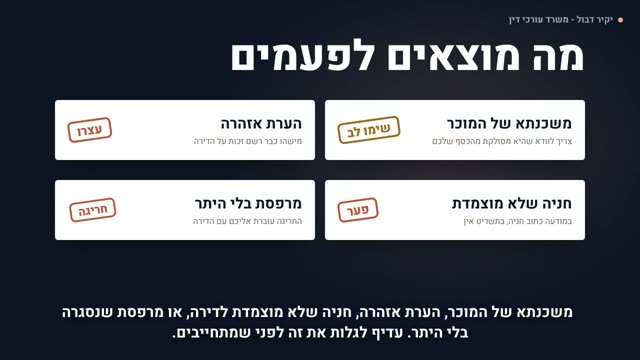 יקיר דבול - משרד עורכי דין
מה מוצאים לפעמים
משכנתא של המוכר
צריך לוודא שהיא מסולקת מהכסף שלכם
שימו לב
הערת אזהרה
מישהו כבר רשם זכות על הדירה
עצרו
חניה שלא מוצמדת
במודעה כתוב חניה, בתשריט אין
פער
מרפסת בלי היתר
החריגה עוברת אליכם עם הדירה
חריגה
משכנתא של המוכר, הערת אזהרה, חניה שלא מוצמדת לדירה, או מרפסת שנסגרה
בלי היתר. עדיף לגלות את זה לפני שמתחייבים.